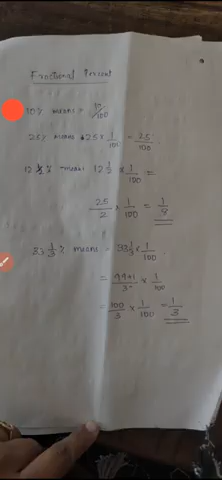 Fractional Percent
10% means = 10/100
25% means = 25 × 1/100 = 25/100
12 1/2 % means 12 1/2 × 1/100 =
25/2 × 1/100 = 1/8
33 1/3 % means = 33 1/3 × 1/100
= 99+1/3 × 1/100
= 100/3 × 1/100 = 1/3